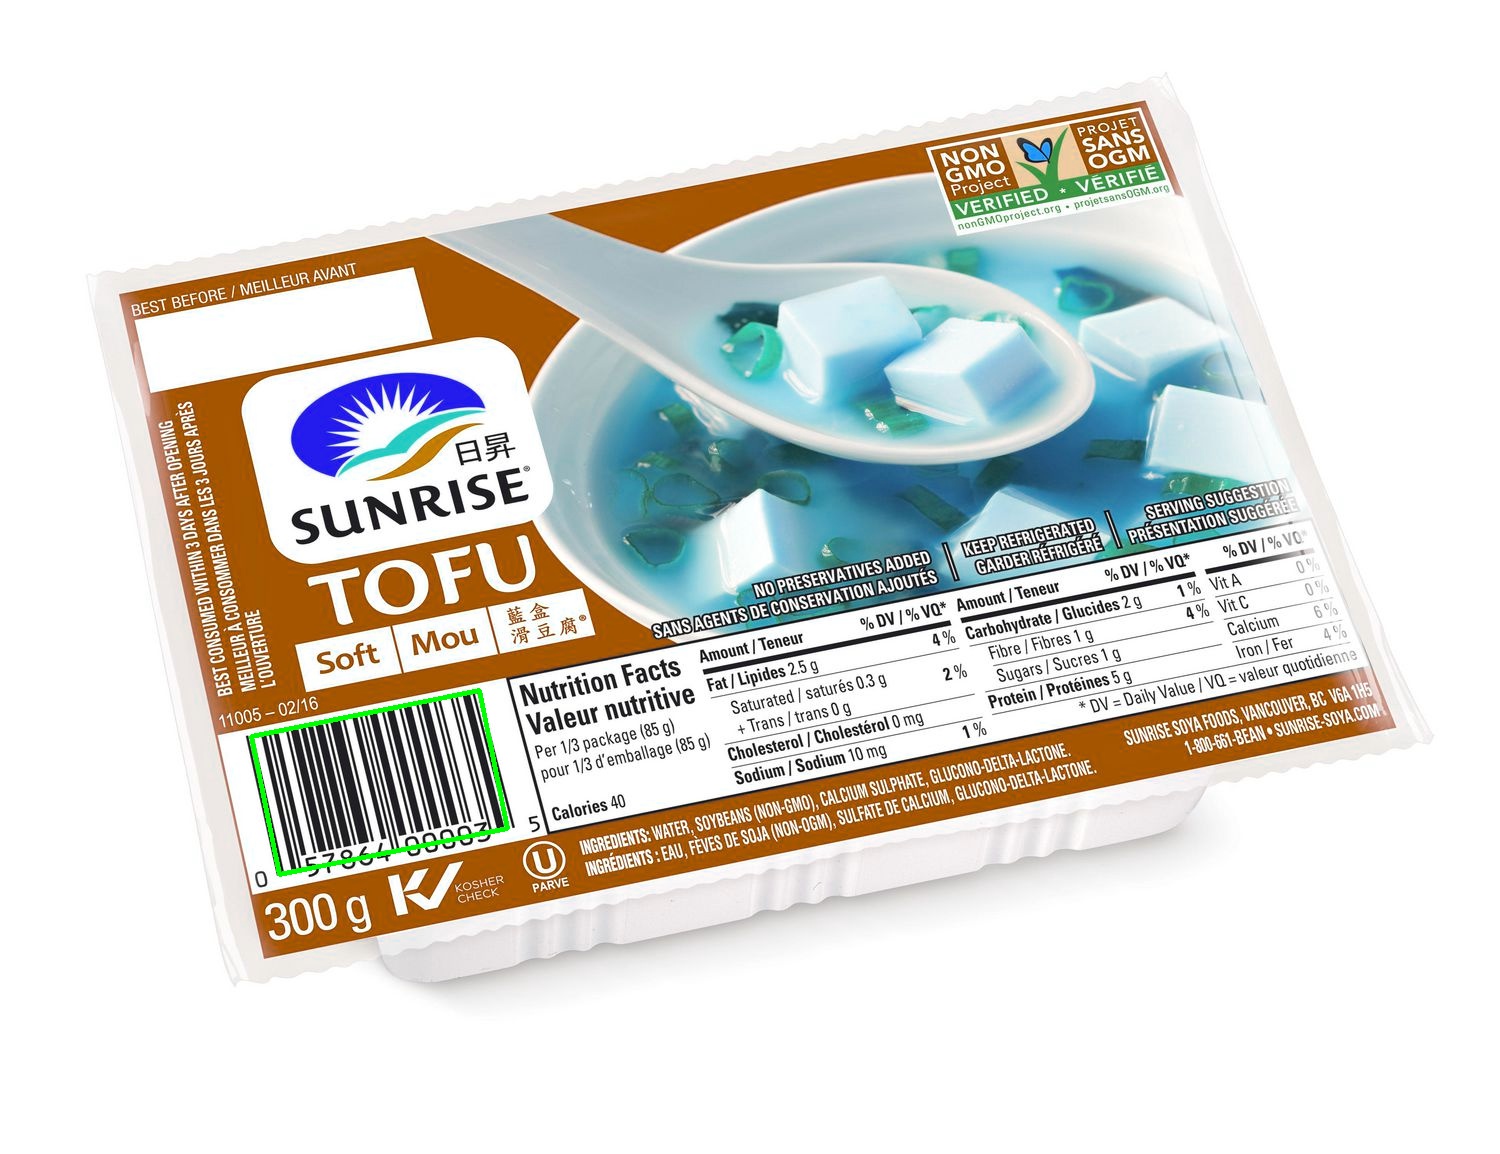 NON
GMO
Project
PROJET
SANS
OGM
VERIFIED * VÉRIFIÉ
nonGMOproject.org • projetsansOGM.org
BEST BEFORE / MEILLEUR AVANT
BEST CONSUMED WITHIN 3 DAYS AFTER OPENING
MEILLEUR À CONSOMMER DANS LES 3 JOURS APRÈS
L'OUVERTURE
日昇
SUNRISE®
TOFU
Soft
Mou
藍盒
滑豆腐®
NO PRESERVATIVES ADDED
SANS AGENTS DE CONSERVATION AJOUTÉS
KEEP REFRIGERATED
GARDER RÉFRIGÉRÉ
SERVING SUGGESTION
PRÉSENTATION SUGGÉRÉE
11005 – 02/16
0 57864 00003 5
Nutrition Facts
Valeur nutritive
Per 1/3 package (85 g)
pour 1/3 d'emballage (85 g)
Calories 40
Amount / Teneur % DV / % VQ*
Fat / Lipides 2.5 g 4 %
Saturated / saturés 0.3 g 2 %
+ Trans / trans 0 g
Cholesterol / Cholestérol 0 mg
Sodium / Sodium 10 mg 1 %
Amount / Teneur % DV / % VQ*
Carbohydrate / Glucides 2 g 1 %
Fibre / Fibres 1 g 4 %
Sugars / Sucres 1 g
Protein / Protéines 5 g
% DV / % VQ*
Vit A 0 %
Vit C 0 %
Calcium 6 %
Iron / Fer 4 %
* DV = Daily Value / VQ = valeur quotidienne
300 g
KOSHER
CHECK
U
PARVE
INGREDIENTS: WATER, SOYBEANS (NON-GMO), CALCIUM SULPHATE, GLUCONO-DELTA-LACTONE.
INGRÉDIENTS : EAU, FÈVES DE SOJA (NON-OGM), SULFATE DE CALCIUM, GLUCONO-DELTA-LACTONE.
SUNRISE SOYA FOODS, VANCOUVER, BC V6A 1H5
1-800-661-BEAN • SUNRISE-SOYA.COM